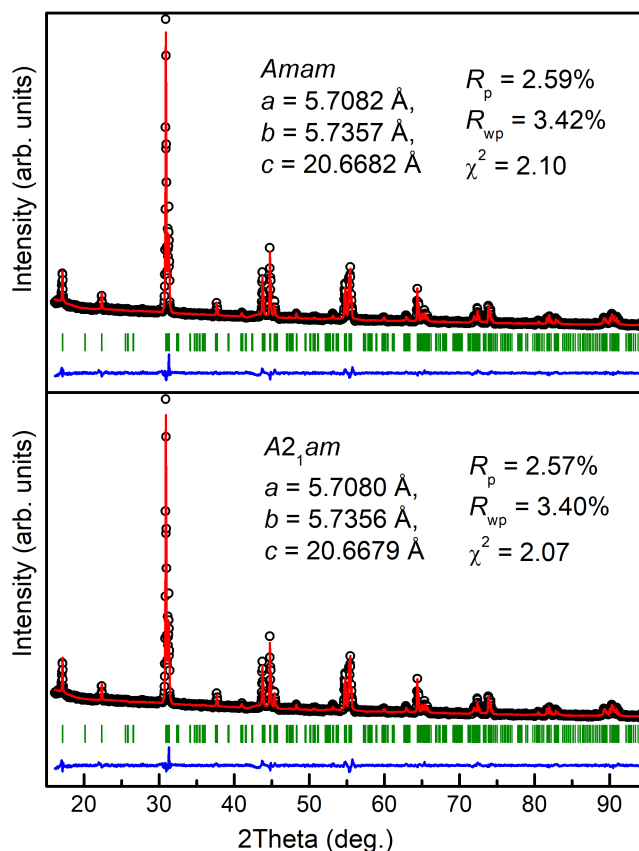 Intensity (arb. units)
Amam
a = 5.7082 Å,
b = 5.7357 Å,
c = 20.6682 Å
Rp = 2.59%
Rwp = 3.42%
χ² = 2.10
Intensity (arb. units)
A2₁am
a = 5.7080 Å,
b = 5.7356 Å,
c = 20.6679 Å
Rp = 2.57%
Rwp = 3.40%
χ² = 2.07
20 30 40 50 60 70 80 90
2Theta (deg.)